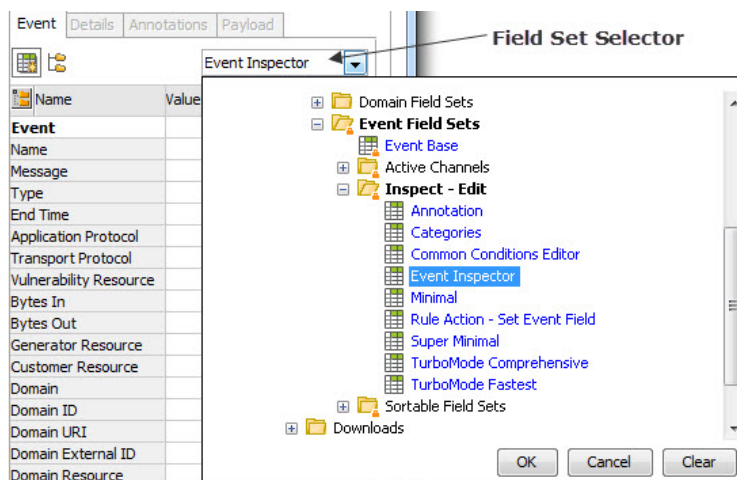 Event Details Annotations Payload
Field Set Selector
Event Inspector
Name Value
Event
Name
Message
Type
End Time
Application Protocol
Transport Protocol
Vulnerability Resource
Bytes In
Bytes Out
Generator Resource
Customer Resource
Domain
Domain ID
Domain URI
Domain External ID
Domain Resource
Domain Field Sets
Event Field Sets
Event Base
Active Channels
Inspect - Edit
Annotation
Categories
Common Conditions Editor
Event Inspector
Minimal
Rule Action - Set Event Field
Super Minimal
TurboMode Comprehensive
TurboMode Fastest
Sortable Field Sets
Downloads
OK Cancel Clear